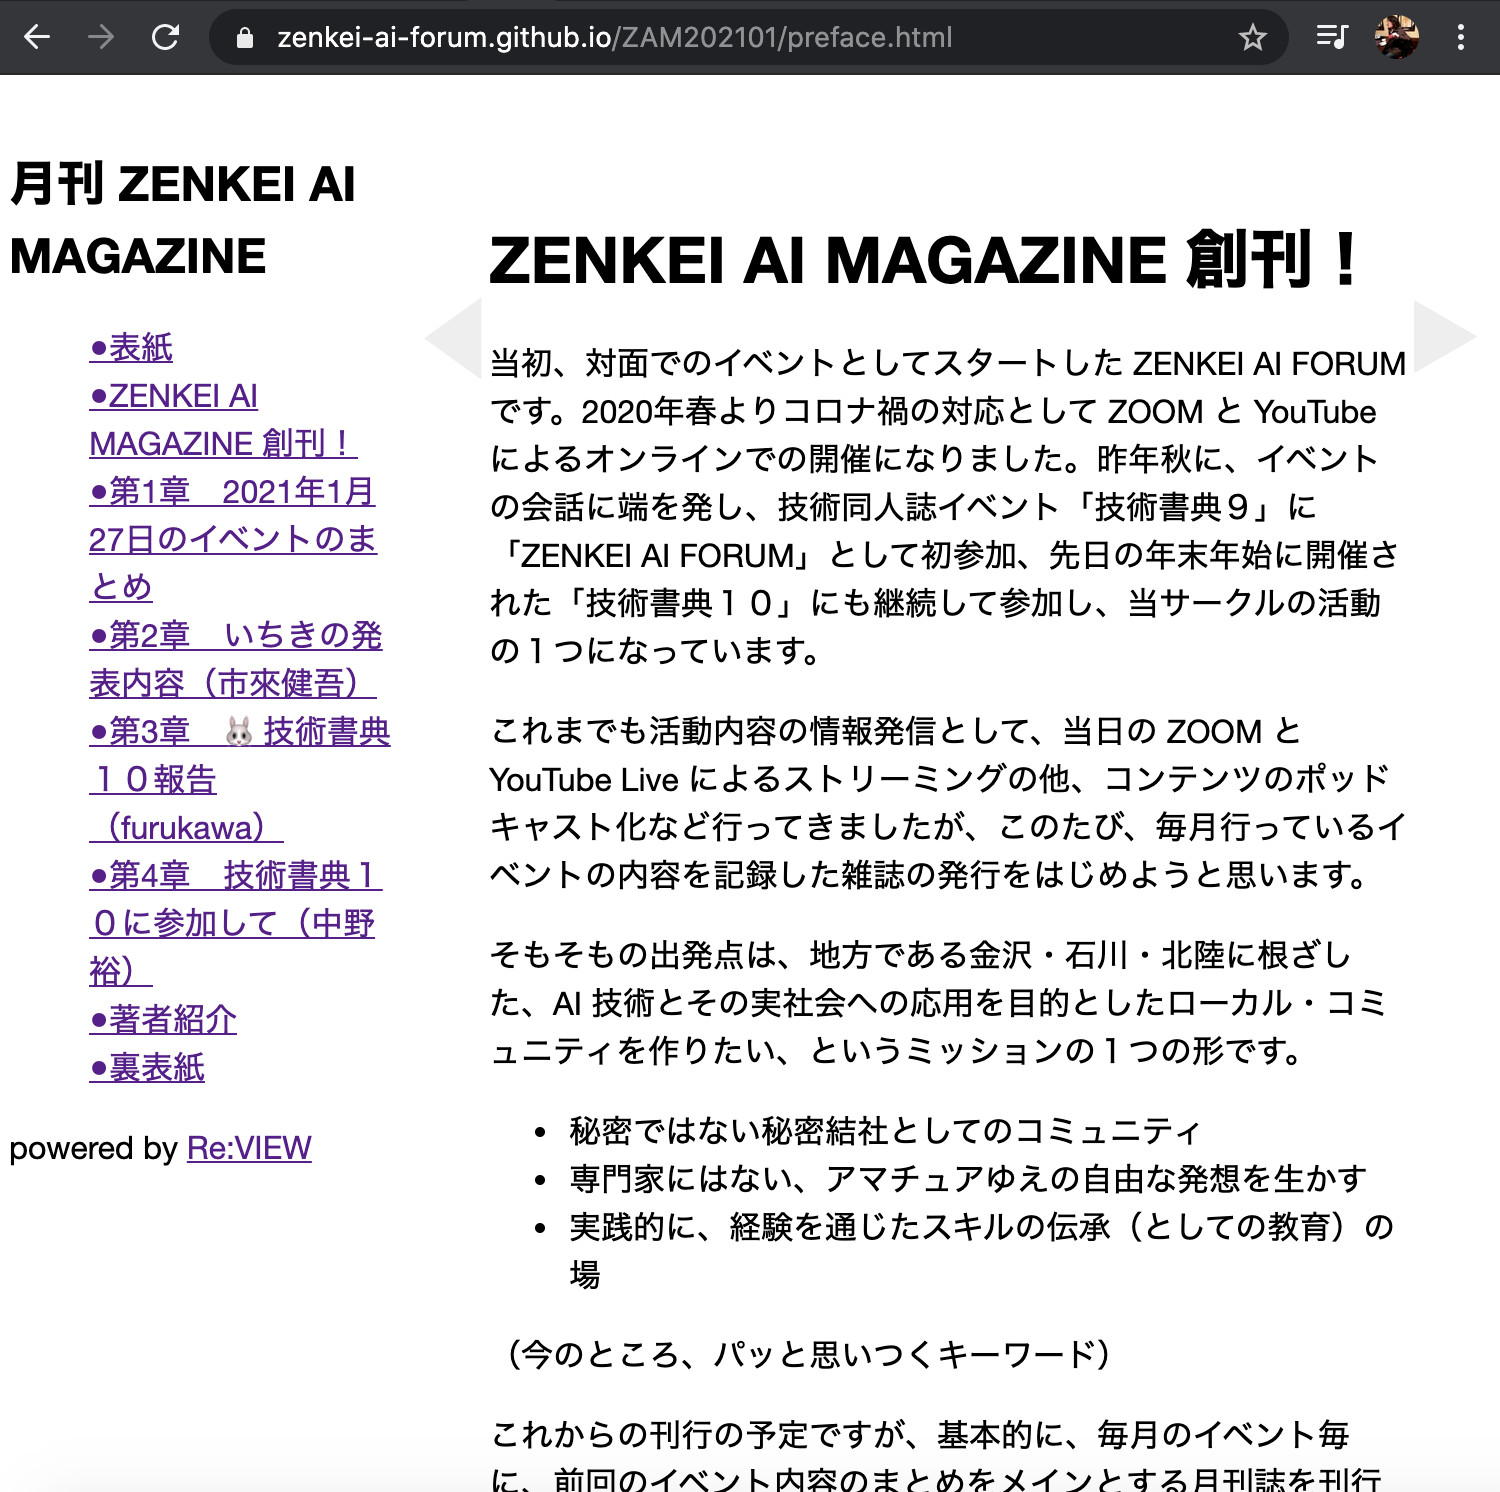 zenkei-ai-forum.github.io/ZAM202101/preface.html
月刊 ZENKEI AI
MAGAZINE
●表紙
●ZENKEI AI
MAGAZINE 創刊！
●第1章　2021年1月
27日のイベントのま
とめ
●第2章　いちきの発
表内容（市來健吾）
●第3章　🐰 技術書典
１０報告
（furukawa）
●第4章　技術書典１
０に参加して（中野
裕）
●著者紹介
●裏表紙
powered by Re:VIEW
ZENKEI AI MAGAZINE 創刊！
当初、対面でのイベントとしてスタートした ZENKEI AI FORUM
です。2020年春よりコロナ禍の対応として ZOOM と YouTube
によるオンラインでの開催になりました。昨年秋に、イベント
の会話に端を発し、技術同人誌イベント「技術書典９」に
「ZENKEI AI FORUM」として初参加、先日の年末年始に開催さ
れた「技術書典１０」にも継続して参加し、当サークルの活動
の１つになっています。
これまでも活動内容の情報発信として、当日の ZOOM と
YouTube Live によるストリーミングの他、コンテンツのポッド
キャスト化など行ってきましたが、このたび、毎月行っているイ
ベントの内容を記録した雑誌の発行をはじめようと思います。
そもそもの出発点は、地方である金沢・石川・北陸に根ざし
た、AI 技術とその実社会への応用を目的としたローカル・コミ
ュニティを作りたい、というミッションの１つの形です。
• 秘密ではない秘密結社としてのコミュニティ
• 専門家にはない、アマチュアゆえの自由な発想を生かす
• 実践的に、経験を通じたスキルの伝承（としての教育）の
場
（今のところ、パッと思いつくキーワード）
これからの刊行の予定ですが、基本的に、毎月のイベント毎
に、前回のイベント内容のまとめをメインとする月刊誌を刊行